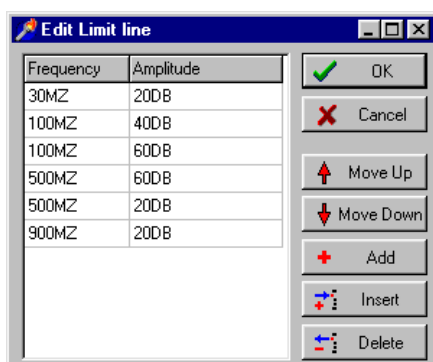 Edit Limit line
Frequency Amplitude
30MZ 20DB
100MZ 40DB
100MZ 60DB
500MZ 60DB
500MZ 20DB
900MZ 20DB
OK
Cancel
Move Up
Move Down
Add
Insert
Delete